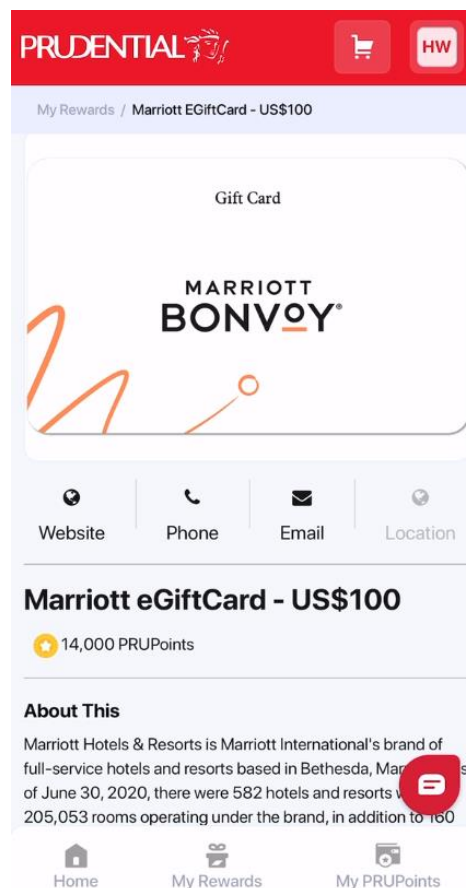 PRUDENTIAL
HW
My Rewards / Marriott EGiftCard - US$100
Gift Card
MARRIOTT
BONVOY®
Website
Phone
Email
Location
Marriott eGiftCard - US$100
14,000 PRUPoints
About This
Marriott Hotels & Resorts is Marriott International's brand of
full-service hotels and resorts based in Bethesda,
of June 30, 2020, there were 582 hotels and resorts
205,053 rooms operating under the brand, in addition to 160
Home
My Rewards
My PRUPoints